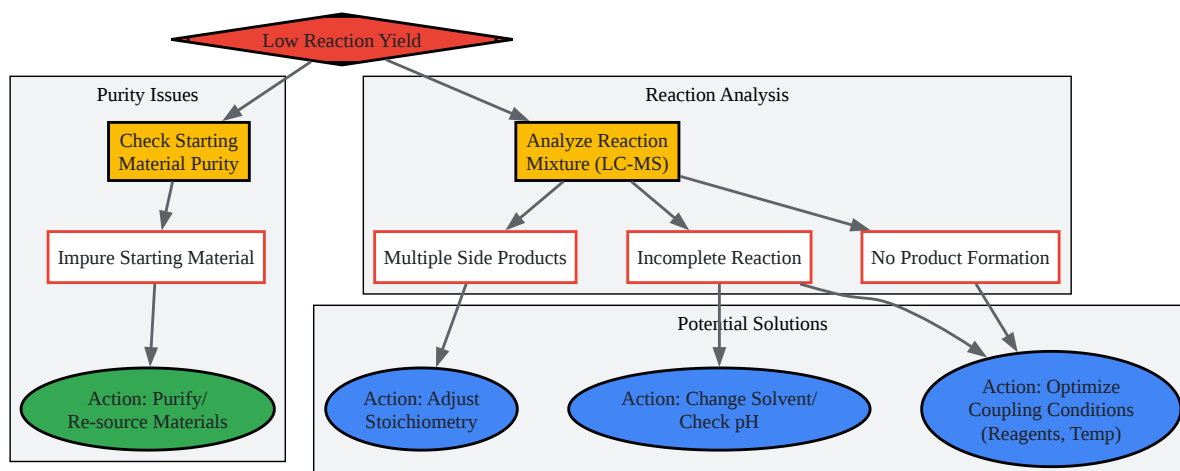 Low Reaction Yield
Purity Issues
Reaction Analysis
Check Starting
Material Purity
Analyze Reaction
Mixture (LC-MS)
Impure Starting Material
Multiple Side Products
Incomplete Reaction
No Product Formation
Potential Solutions
Action: Purify/
Re-source Materials
Action: Adjust
Stoichiometry
Action: Change Solvent/
Check pH
Action: Optimize
Coupling Conditions
(Reagents, Temp)